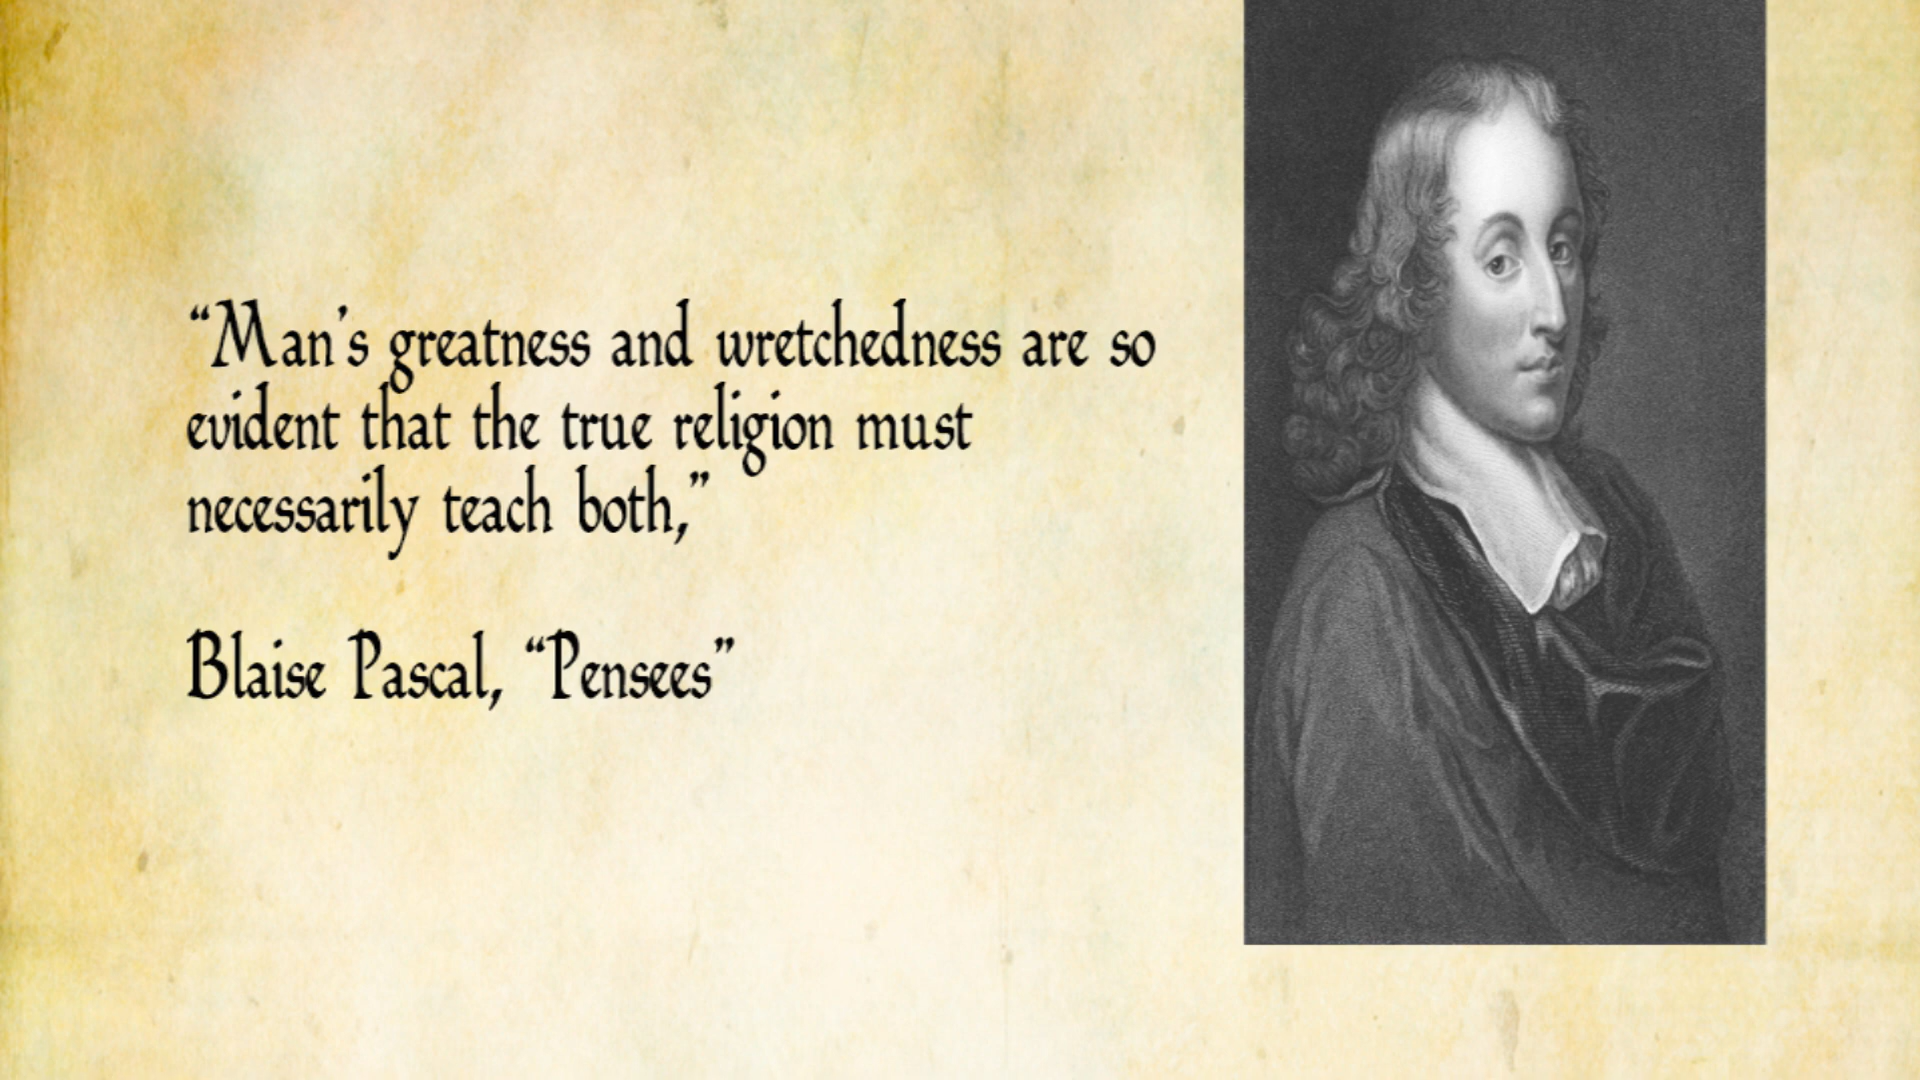 “Man’s greatness and wretchedness are so
evident that the true religion must
necessarily teach both,”
Blaise Pascal, “Pensees”